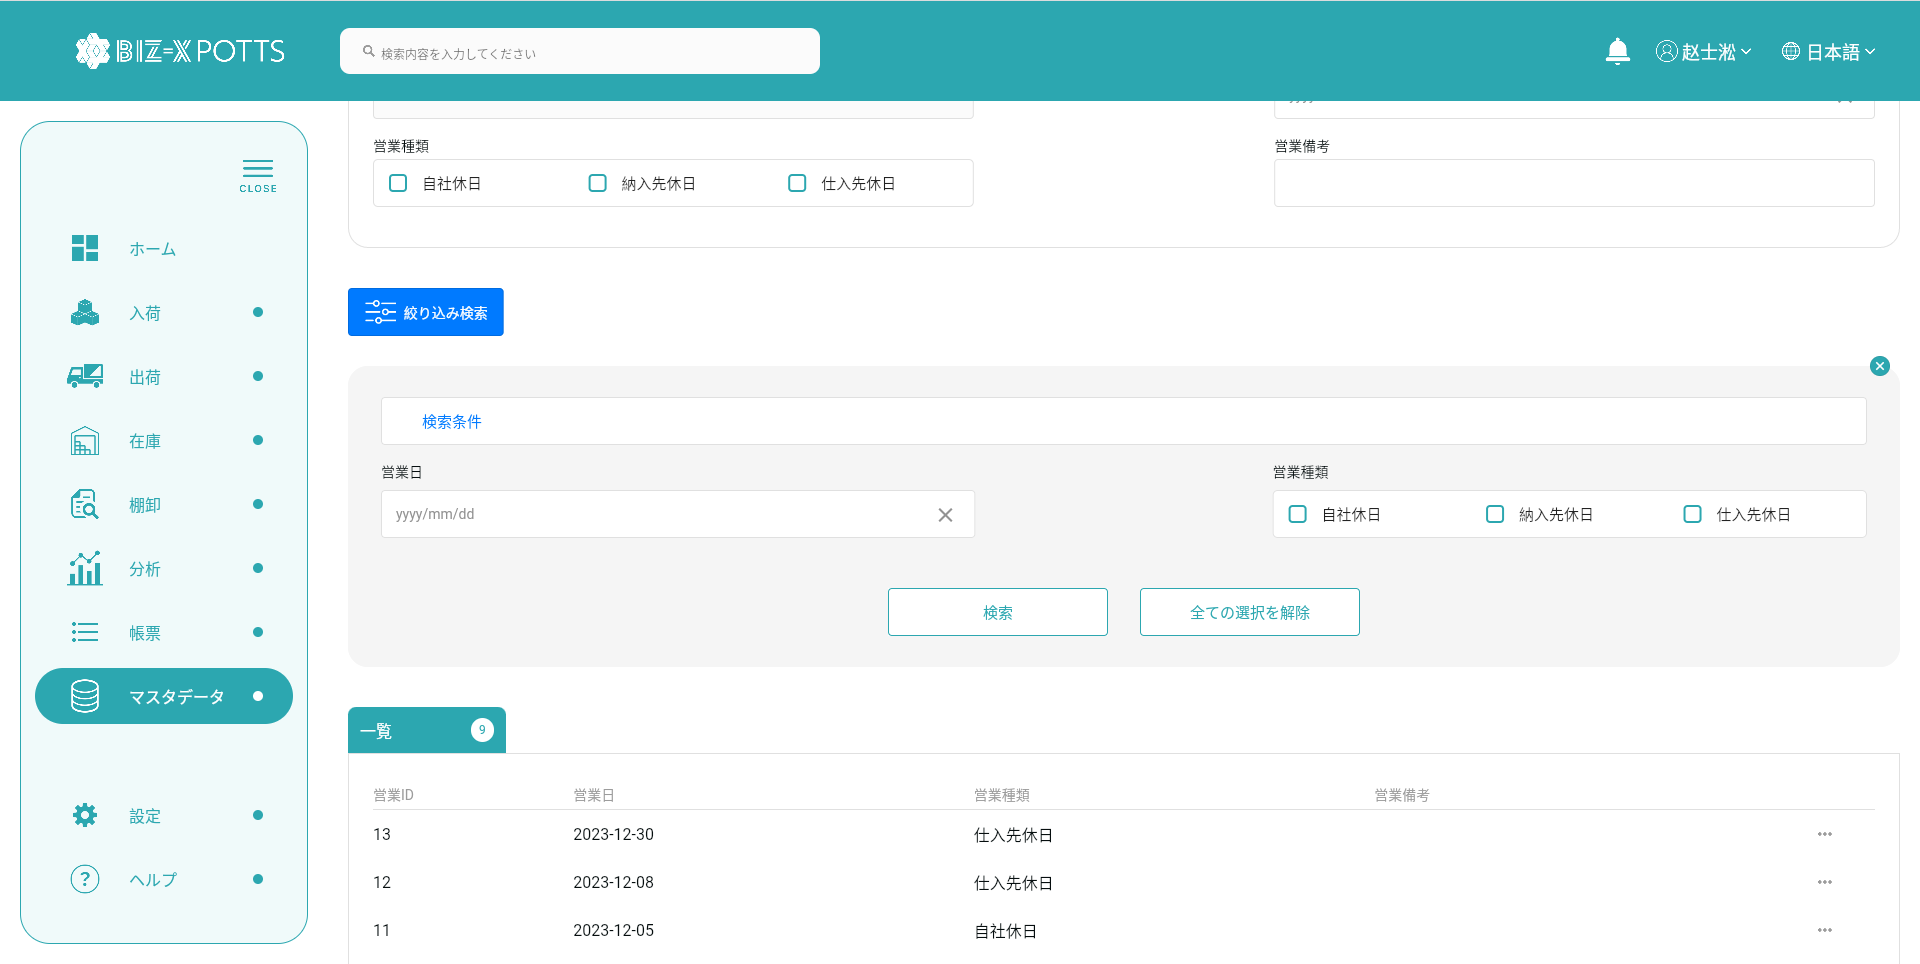 BIZ=X POTTS
検索内容を入力してください
赵士淞
日本語
CLOSE
ホーム
入荷
出荷
在庫
棚卸
分析
帳票
マスタデータ
設定
ヘルプ
営業種類
自社休日
納入先休日
仕入先休日
営業備考
絞り込み検索
検索条件
営業日
yyyy/mm/dd
営業種類
自社休日
納入先休日
仕入先休日
検索
全ての選択を解除
一覧
9
営業ID 営業日 営業種類 営業備考
13 2023-12-30 仕入先休日
12 2023-12-08 仕入先休日
11 2023-12-05 自社休日